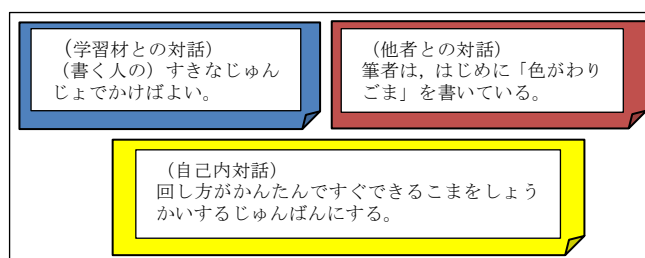 （学習材との対話）
（書く人の）すきなじゅん
じょでかけばよい。
（他者との対話）
筆者は，はじめに「色がわり
ごま」を書いている。
（自己内対話）
回し方がかんたんですぐできるこまをしょう
かいするじゅんばんにする。